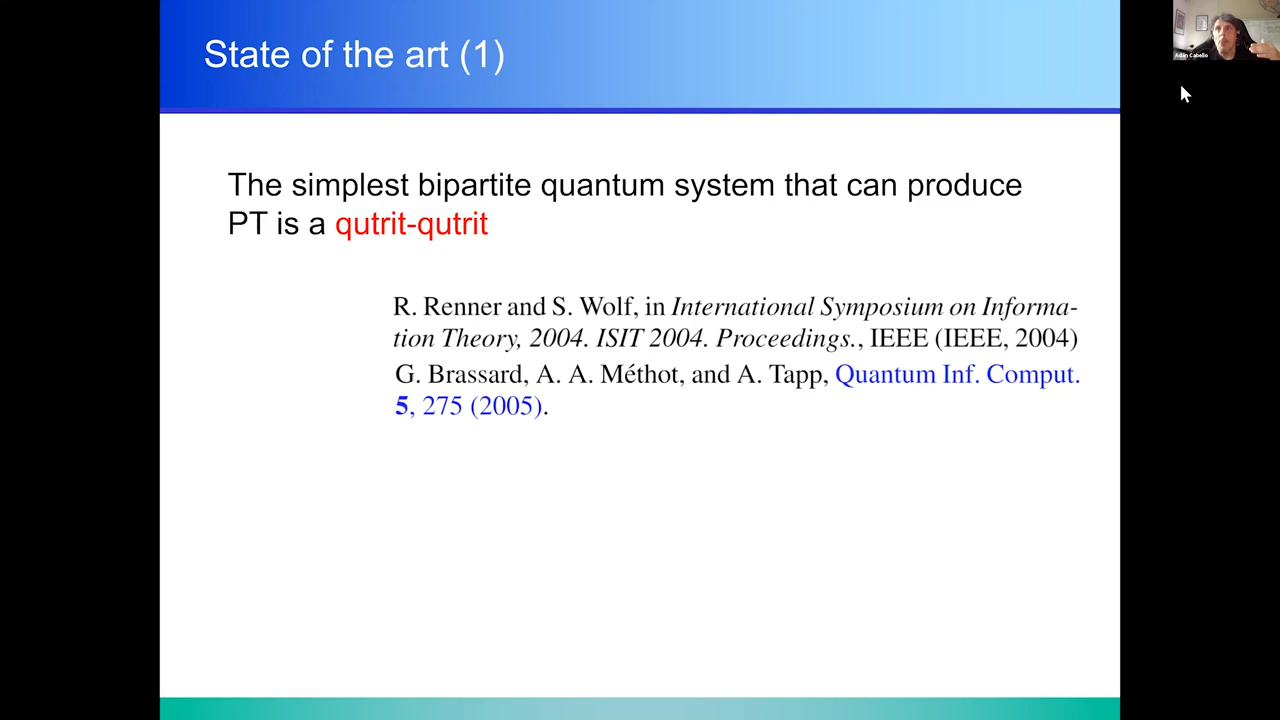 State of the art (1)
Adán Cabello
The simplest bipartite quantum system that can produce
PT is a qutrit-qutrit
R. Renner and S. Wolf, in International Symposium on Informa-
tion Theory, 2004. ISIT 2004. Proceedings., IEEE (IEEE, 2004)
G. Brassard, A. A. Méthot, and A. Tapp, Quantum Inf. Comput.
5, 275 (2005).